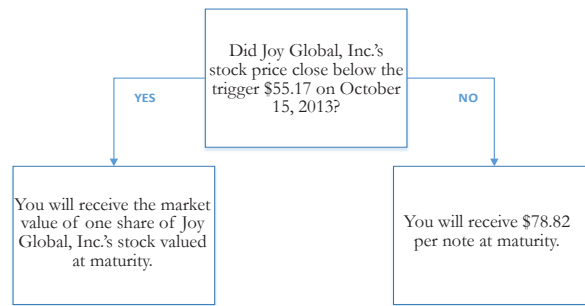 Did Joy Global, Inc.'s
stock price close below the
trigger $55.17 on October
15, 2013?
YES
NO
You will receive the market
value of one share of Joy
Global, Inc.'s stock valued
at maturity.
You will receive $78.82
per note at maturity.